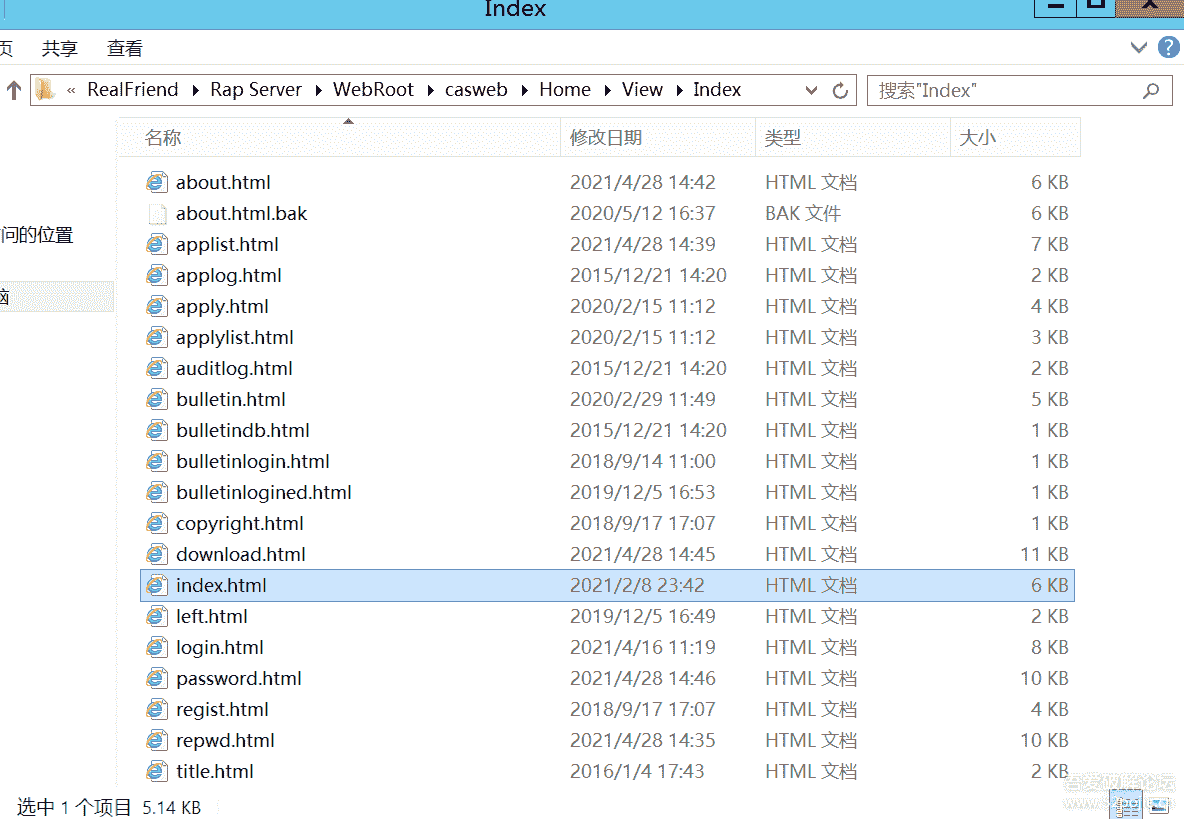 Index
页 共享 查看
« RealFriend Rap Server WebRoot casweb Home View Index 搜索"Index"
名称 修改日期 类型 大小
about.html 2021/4/28 14:42 HTML 文档 6 KB
about.html.bak 2020/5/12 16:37 BAK 文件 6 KB
applist.html 2021/4/28 14:39 HTML 文档 7 KB
问的位置
applog.html 2015/12/21 14:20 HTML 文档 2 KB
脑
apply.html 2020/2/15 11:12 HTML 文档 4 KB
applylist.html 2020/2/15 11:12 HTML 文档 3 KB
auditlog.html 2015/12/21 14:20 HTML 文档 2 KB
bulletin.html 2020/2/29 11:49 HTML 文档 5 KB
bulletindb.html 2015/12/21 14:20 HTML 文档 1 KB
bulletinlogin.html 2018/9/14 11:00 HTML 文档 1 KB
bulletinlogined.html 2019/12/5 16:53 HTML 文档 1 KB
copyright.html 2018/9/17 17:07 HTML 文档 1 KB
download.html 2021/4/28 14:45 HTML 文档 11 KB
index.html 2021/2/8 23:42 HTML 文档 6 KB
left.html 2019/12/5 16:49 HTML 文档 2 KB
login.html 2021/4/16 11:19 HTML 文档 8 KB
password.html 2021/4/28 14:46 HTML 文档 10 KB
regist.html 2018/9/17 17:07 HTML 文档 4 KB
repwd.html 2021/4/28 14:35 HTML 文档 10 KB
title.html 2016/1/4 17:43 HTML 文档 2 KB
吾爱破解论坛
选中 1 个项目 5.14 KB